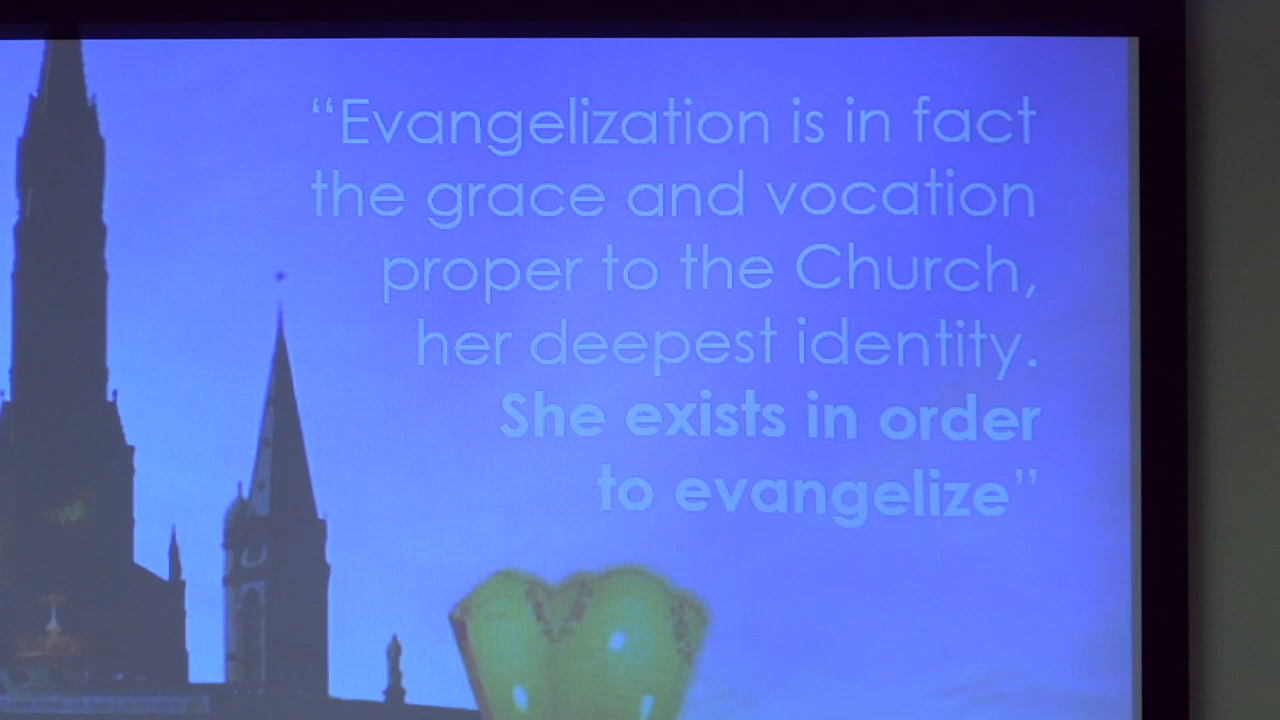 “Evangelization is in fact
the grace and vocation
proper to the Church,
her deepest identity.
She exists in order
to evangelize”